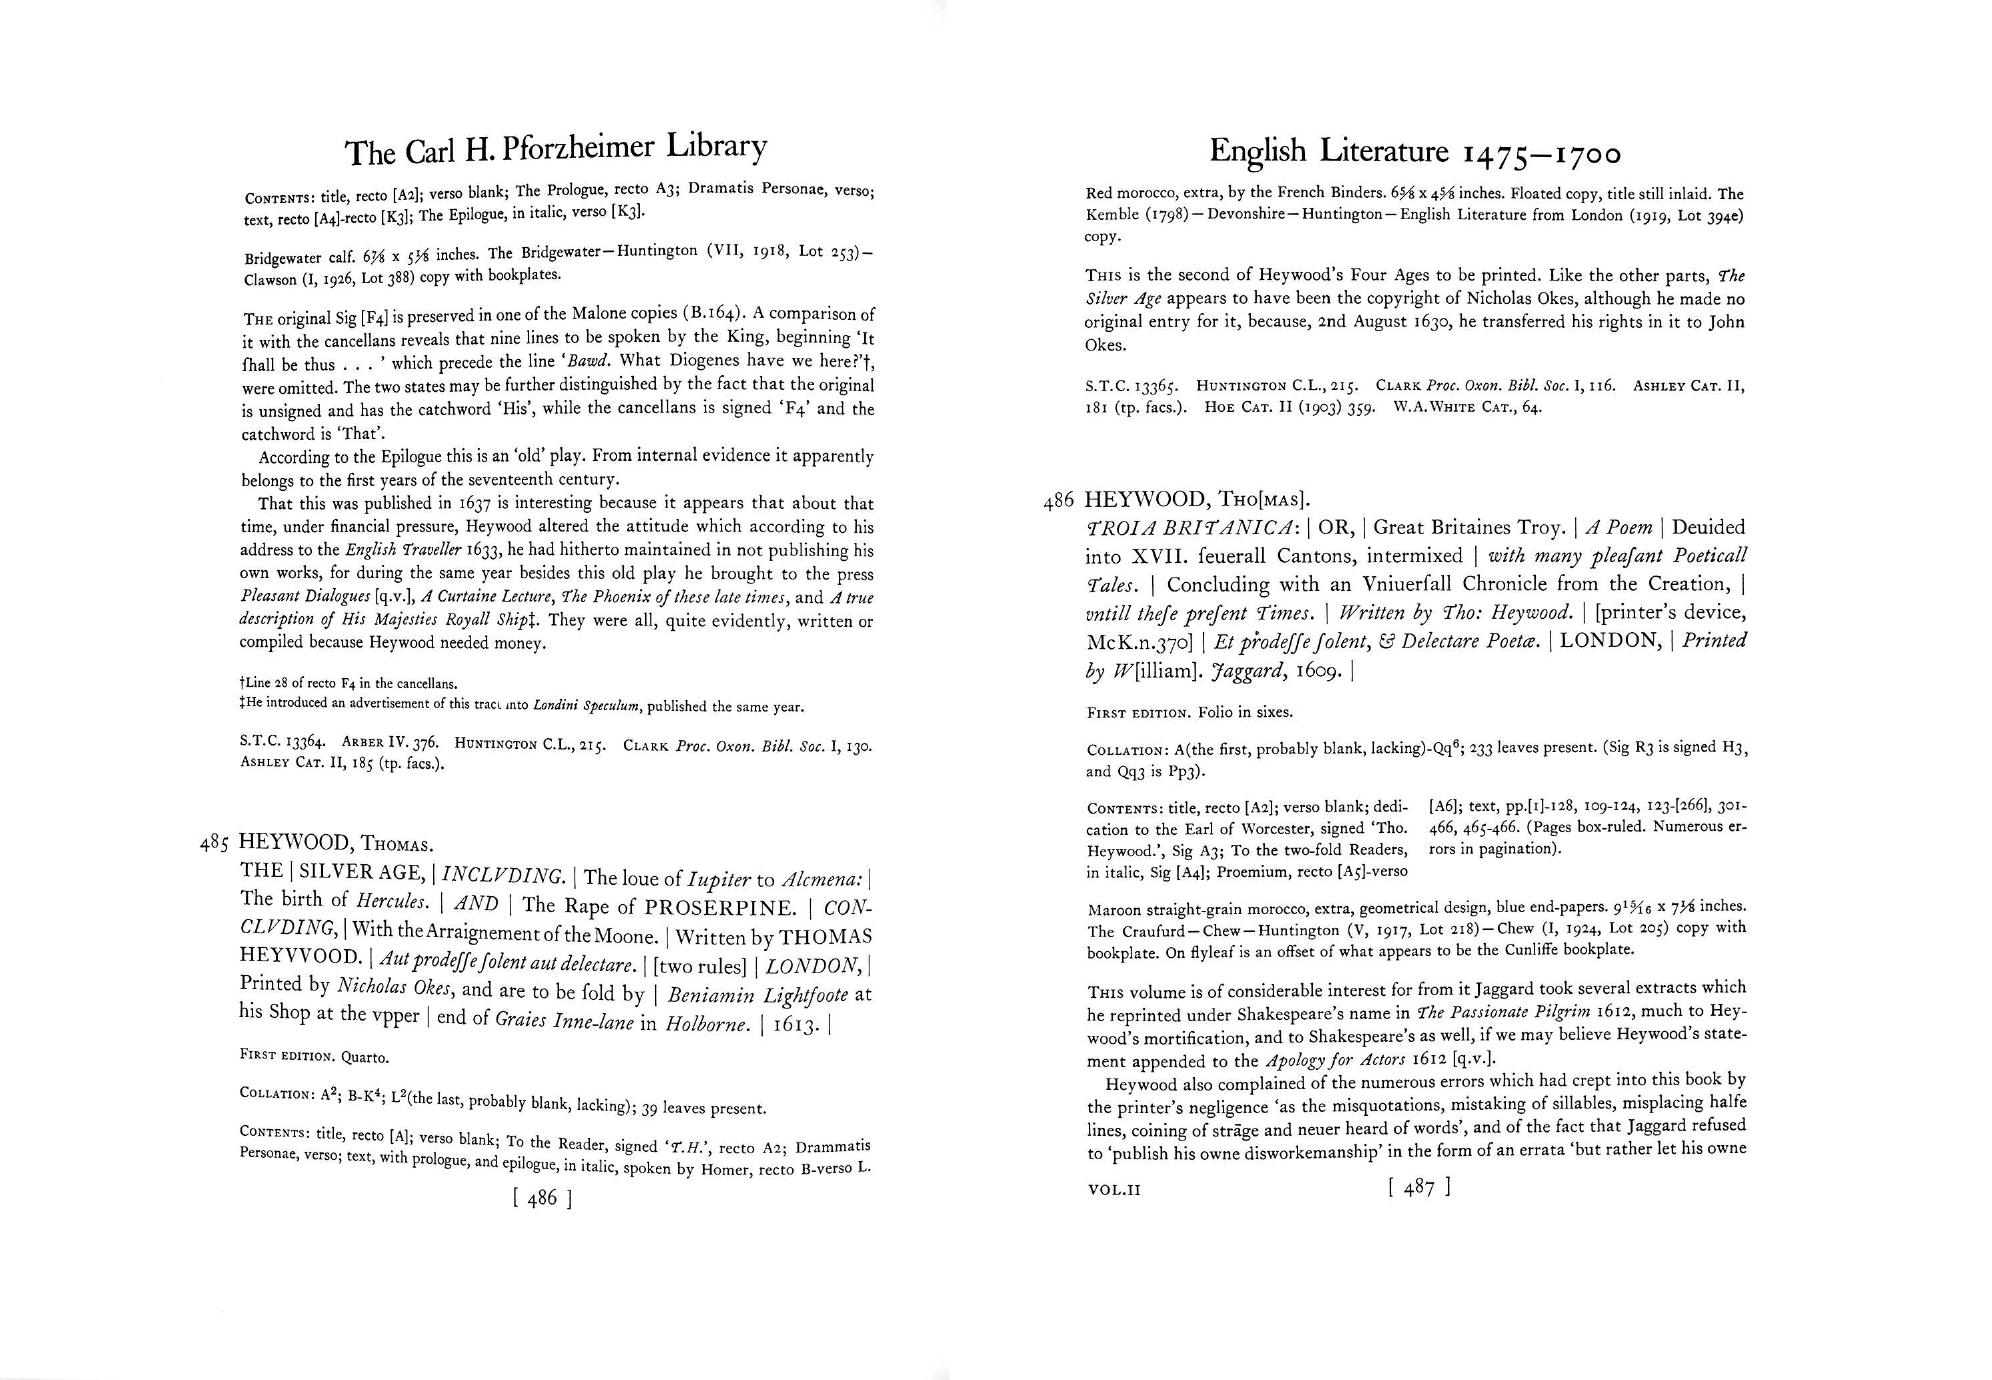 The Carl H. Pforzheimer Library
CONTENTS: title, recto [A2]; verso blank; The Prologue, recto A3; Dramatis Personae, verso;
text, recto [A4]-recto [K3]; The Epilogue, in italic, verso [K3].
Bridgewater calf. 6⅞ x 5⅛ inches. The Bridgewater—Huntington (VII, 1918, Lot 253)—
Clawson (I, 1926, Lot 388) copy with bookplates.
THE original Sig [F4] is preserved in one of the Malone copies (B.164). A comparison of
it with the cancellans reveals that nine lines to be spoken by the King, beginning ‘It
ſhall be thus . . . ’ which precede the line ‘Bawd. What Diogenes have we here?’†,
were omitted. The two states may be further distinguished by the fact that the original
is unsigned and has the catchword ‘His’, while the cancellans is signed ‘F4’ and the
catchword is ‘That’.
According to the Epilogue this is an ‘old’ play. From internal evidence it apparently
belongs to the first years of the seventeenth century.
That this was published in 1637 is interesting because it appears that about that
time, under financial pressure, Heywood altered the attitude which according to his
address to the English Traveller 1633, he had hitherto maintained in not publishing his
own works, for during the same year besides this old play he brought to the press
Pleasant Dialogues [q.v.], A Curtaine Lecture, The Phoenix of these late times, and A true
description of His Majesties Royall Ship‡. They were all, quite evidently, written or
compiled because Heywood needed money.
†Line 28 of recto F4 in the cancellans.
‡He introduced an advertisement of this tract into Londini Speculum, published the same year.
S.T.C. 13364. ARBER IV. 376. HUNTINGTON C.L., 215. CLARK Proc. Oxon. Bibl. Soc. I, 130.
ASHLEY CAT. II, 185 (tp. facs.).
485 HEYWOOD, THOMAS.
THE | SILVER AGE, | INCLVDING. | The loue of Iupiter to Alcmena: |
The birth of Hercules. | AND | The Rape of PROSERPINE. | CON-
CLVDING, | With the Arraignement of the Moone. | Written by THOMAS
HEYVVOOD. | Aut prodeſſe ſolent aut delectare. | [two rules] | LONDON, |
Printed by Nicholas Okes, and are to be ſold by | Beniamin Lightfoote at
his Shop at the vpper | end of Graies Inne-lane in Holborne. | 1613. |
FIRST EDITION. Quarto.
COLLATION: A²; B-K⁴; L²(the last, probably blank, lacking); 39 leaves present.
CONTENTS: title, recto [A]; verso blank; To the Reader, signed ‘T.H.’, recto A2; Drammatis
Personae, verso; text, with prologue, and epilogue, in italic, spoken by Homer, recto B-verso L.
[ 486 ]
English Literature 1475—1700
Red morocco, extra, by the French Binders. 6⅝ x 4⅝ inches. Floated copy, title still inlaid. The
Kemble (1798)—Devonshire—Huntington—English Literature from London (1919, Lot 394e)
copy.
THIS is the second of Heywood's Four Ages to be printed. Like the other parts, The
Silver Age appears to have been the copyright of Nicholas Okes, although he made no
original entry for it, because, 2nd August 1630, he transferred his rights in it to John
Okes.
S.T.C. 13365. HUNTINGTON C.L., 215. CLARK Proc. Oxon. Bibl. Soc. I, 116. ASHLEY CAT. II,
181 (tp. facs.). HOE CAT. II (1903) 359. W.A.WHITE CAT., 64.
486 HEYWOOD, THO[MAS].
TROIA BRITANICA: | OR, | Great Britaines Troy. | A Poem | Deuided
into XVII. ſeuerall Cantons, intermixed | with many pleaſant Poeticall
Tales. | Concluding with an Vniuerſall Chronicle from the Creation, |
vntill theſe preſent Times. | Written by Tho: Heywood. | [printer's device,
McK.n.370] | Et prodeſſe ſolent, & Delectare Poetæ. | LONDON, | Printed
by W[illiam]. Jaggard, 1609. |
FIRST EDITION. Folio in sixes.
COLLATION: A(the first, probably blank, lacking)-Qq⁶; 233 leaves present. (Sig R3 is signed H3,
and Qq3 is Pp3).
CONTENTS: title, recto [A2]; verso blank; dedi-
cation to the Earl of Worcester, signed ‘Tho.
Heywood.’, Sig A3; To the two-fold Readers,
in italic, Sig [A4]; Proemium, recto [A5]-verso
[A6]; text, pp.[1]-128, 109-124, 123-[266], 301-
466, 465-466. (Pages box-ruled. Numerous er-
rors in pagination).
Maroon straight-grain morocco, extra, geometrical design, blue end-papers. 9¹⁵⁄₁₆ x 7⅛ inches.
The Craufurd—Chew—Huntington (V, 1917, Lot 218)—Chew (I, 1924, Lot 205) copy with
bookplate. On flyleaf is an offset of what appears to be the Cunliffe bookplate.
THIS volume is of considerable interest for from it Jaggard took several extracts which
he reprinted under Shakespeare's name in The Passionate Pilgrim 1612, much to Hey-
wood's mortification, and to Shakespeare's as well, if we may believe Heywood's state-
ment appended to the Apology for Actors 1612 [q.v.].
Heywood also complained of the numerous errors which had crept into this book by
the printer's negligence ‘as the misquotations, mistaking of sillables, misplacing halfe
lines, coining of strāge and neuer heard of words’, and of the fact that Jaggard refused
to ‘publish his owne disworkemanship’ in the form of an errata ‘but rather let his owne
VOL.II
[ 487 ]